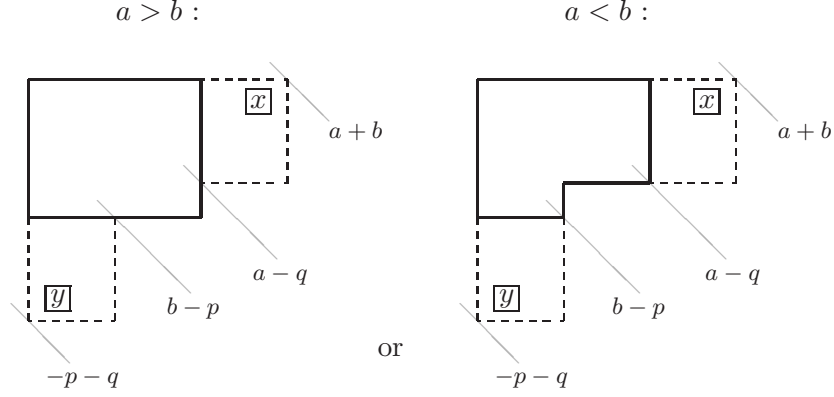 a > b : a < b :
x x
a + b a + b
a − q a − q
y b − p y b − p
or
−p − q −p − q